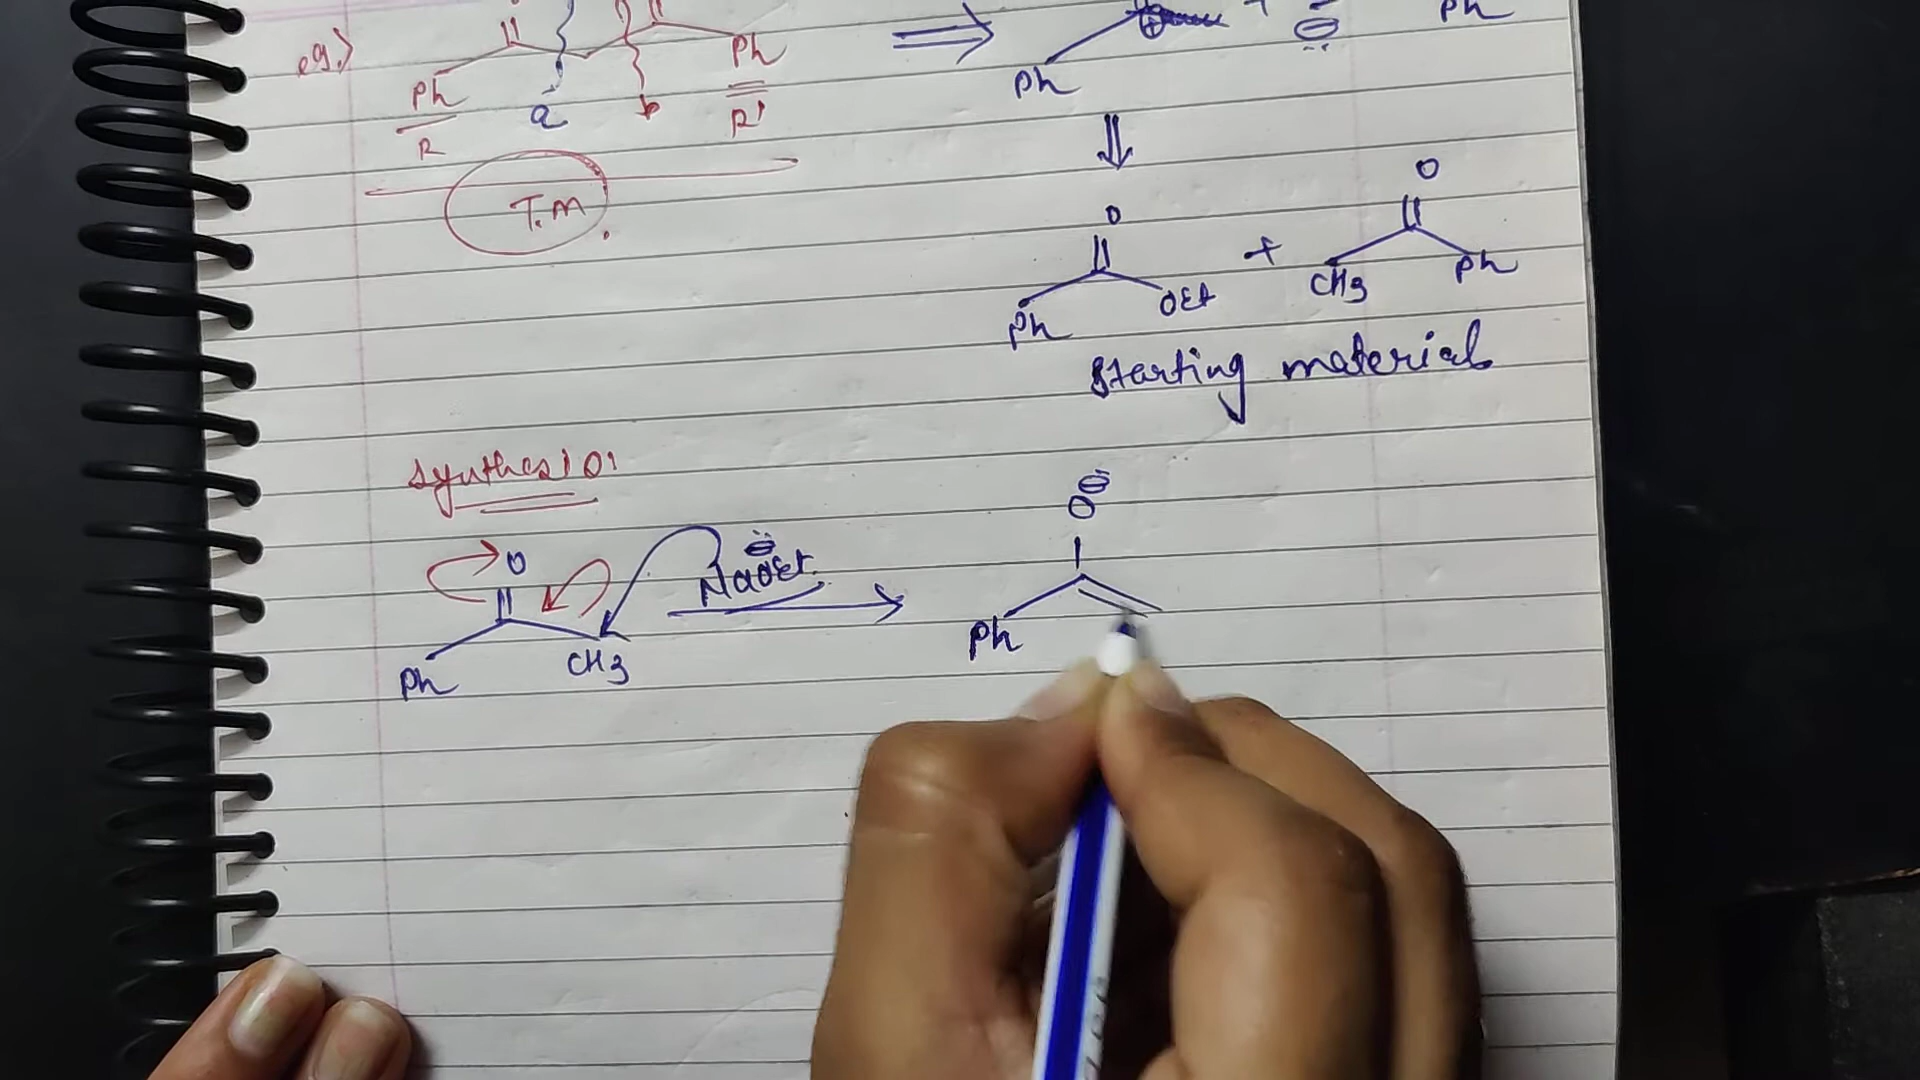 eg.)
Ph
Ph
R
a
b
R'
⇒
Ph
⊕
+
⊖
Ph
T.M.
O
Ph
OEt
+
O
CH3
Ph
Starting material
Synthesis:
O
Ph
CH3
⊖
NaOEt
⊖
O
Ph